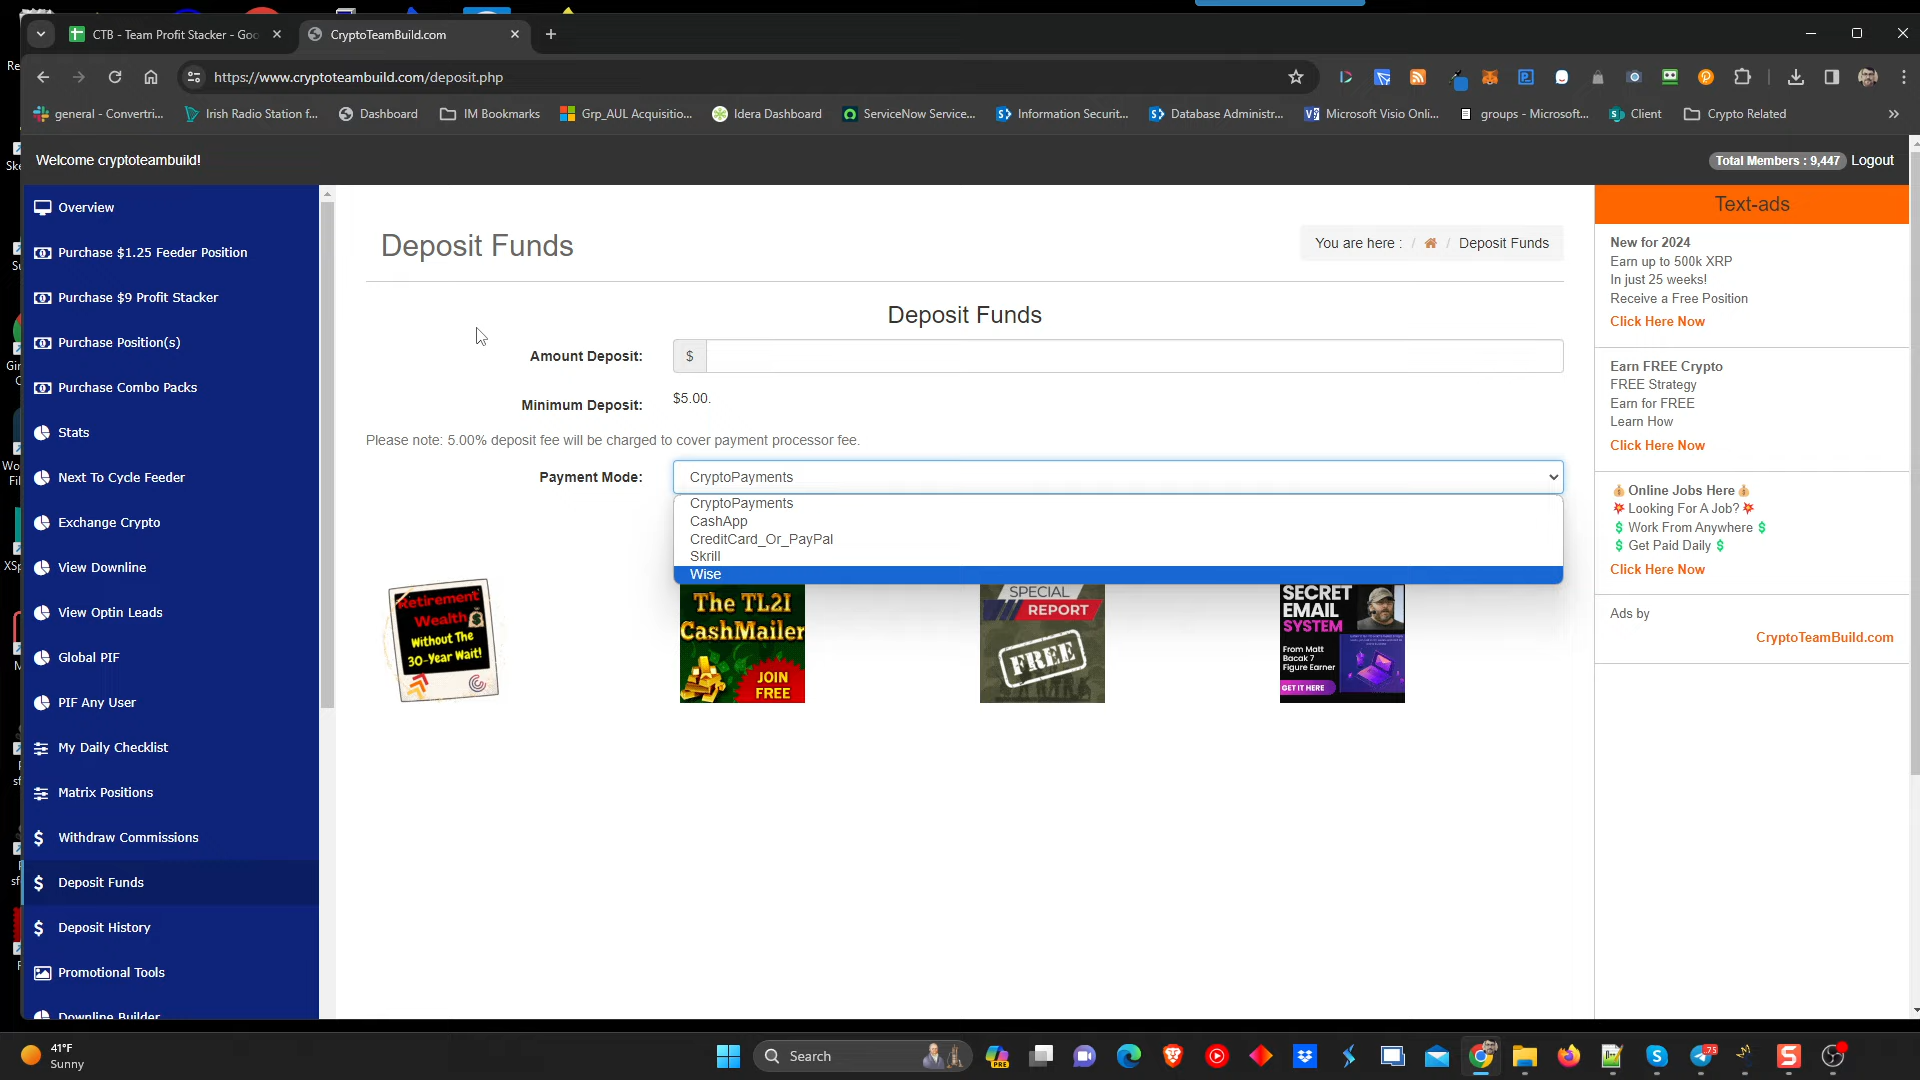 CTB - Team Profit Stacker - Goo
CryptoTeamBuild.com
https://www.cryptoteambuild.com/deposit.php
general - Convertri...
Irish Radio Station f...
Dashboard
IM Bookmarks
Grp_AUL Acquisitio...
Idera Dashboard
ServiceNow Service...
Information Securit...
Database Administr...
Microsoft Visio Onli...
groups - Microsoft...
Client
Crypto Related
Welcome cryptoteambuild!
Total Members : 9,447
Logout
Overview
Purchase $1.25 Feeder Position
Purchase $9 Profit Stacker
Purchase Position(s)
Purchase Combo Packs
Stats
Next To Cycle Feeder
Exchange Crypto
View Downline
View Optin Leads
Global PIF
PIF Any User
My Daily Checklist
Matrix Positions
Withdraw Commissions
Deposit Funds
Deposit History
Promotional Tools
Downline Builder
Deposit Funds
You are here : / / Deposit Funds
Deposit Funds
Amount Deposit: $
Minimum Deposit: $5.00.
Please note: 5.00% deposit fee will be charged to cover payment processor fee.
Payment Mode: CryptoPayments
CryptoPayments
CashApp
CreditCard_Or_PayPal
Skrill
Wise
Retirement
Wealth
Without The
30-Year Wait!
The TL2I
CashMailer
JOIN
FREE
SPECIAL
REPORT
FREE
SECRET
EMAIL
SYSTEM
From Matt
Bacak 7
Figure Earner
GET IT HERE
Text-ads
New for 2024
Earn up to 500k XRP
In just 25 weeks!
Receive a Free Position
Click Here Now
Earn FREE Crypto
FREE Strategy
Earn for FREE
Learn How
Click Here Now
Online Jobs Here
Looking For A Job?
Work From Anywhere
Get Paid Daily
Click Here Now
Ads by
CryptoTeamBuild.com
41°F
Sunny
Search